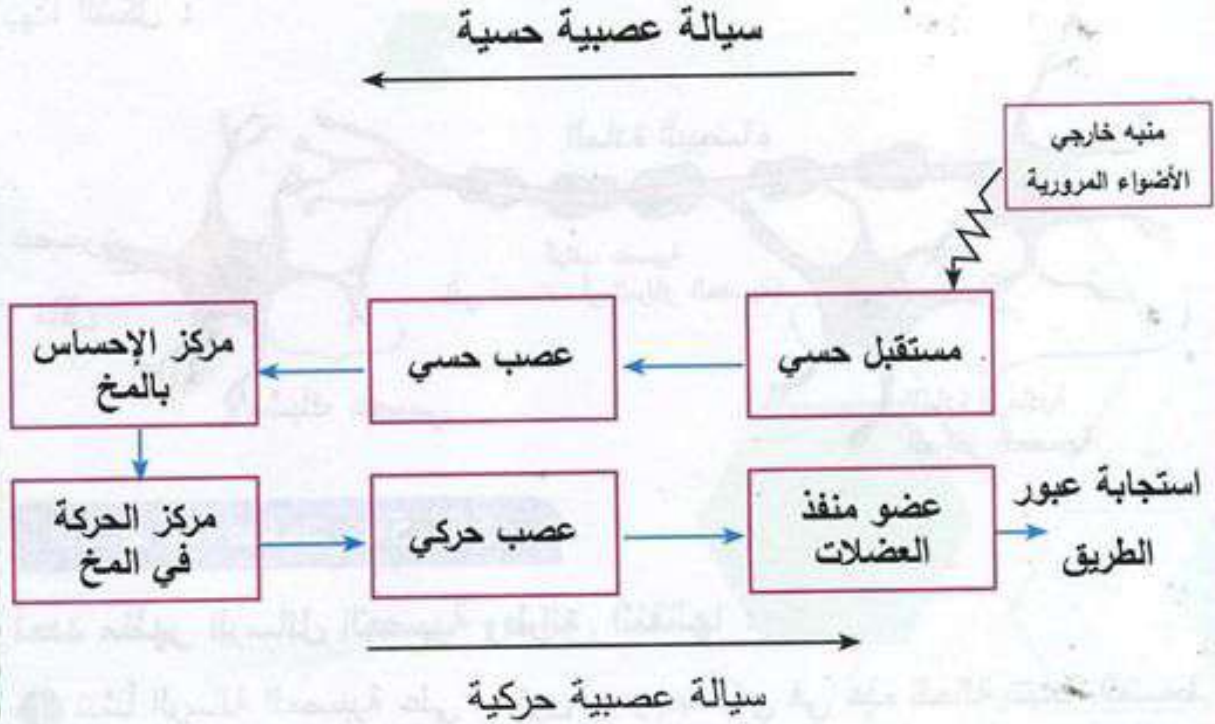 سيالة عصبية حسية
منبه خارجي
الأضواء المرورية
مستقبل حسي
عصب حسي
مركز الإحساس
بالمخ
مركز الحركة
في المخ
عصب حركي
عضو منفذ
العضلات
استجابة عبور
الطريق
سيالة عصبية حركية